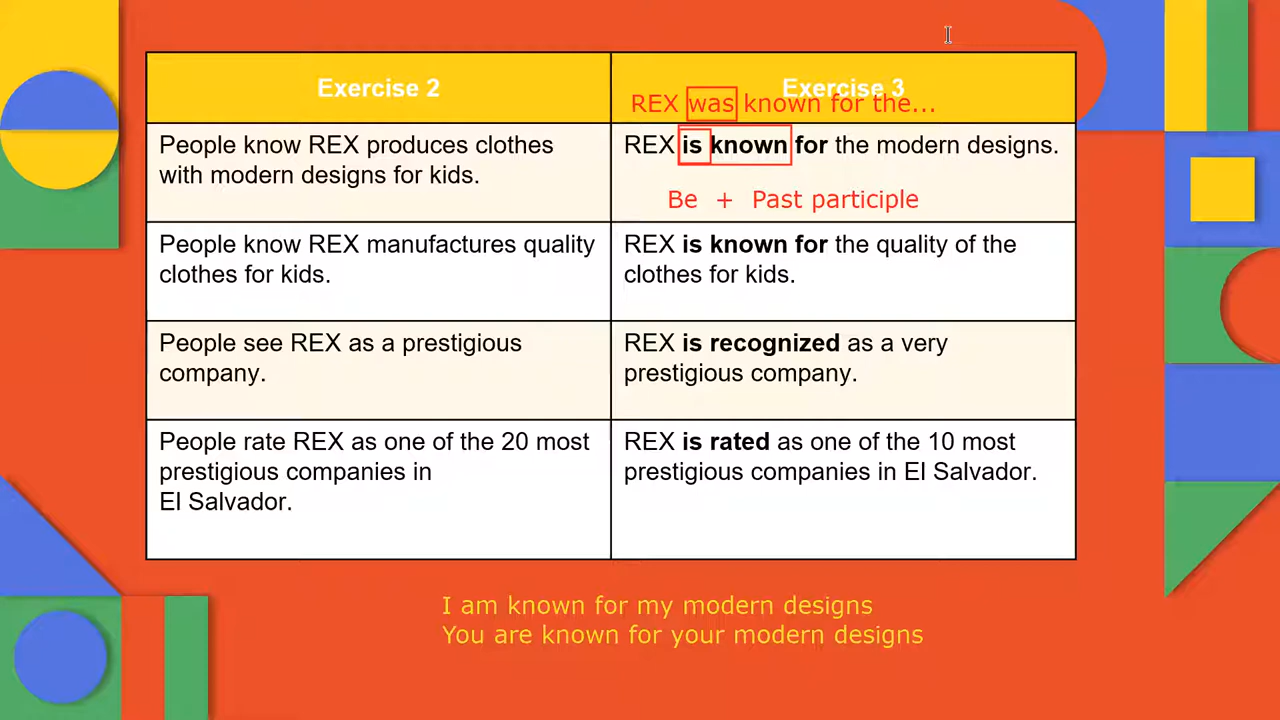 Exercise 2
Exercise 3
REX was known for the...
People know REX produces clothes
with modern designs for kids.
REX is known for the modern designs.
Be + Past participle
People know REX manufactures quality
clothes for kids.
REX is known for the quality of the
clothes for kids.
People see REX as a prestigious
company.
REX is recognized as a very
prestigious company.
People rate REX as one of the 20 most
prestigious companies in
El Salvador.
REX is rated as one of the 10 most
prestigious companies in El Salvador.
I am known for my modern designs
You are known for your modern designs